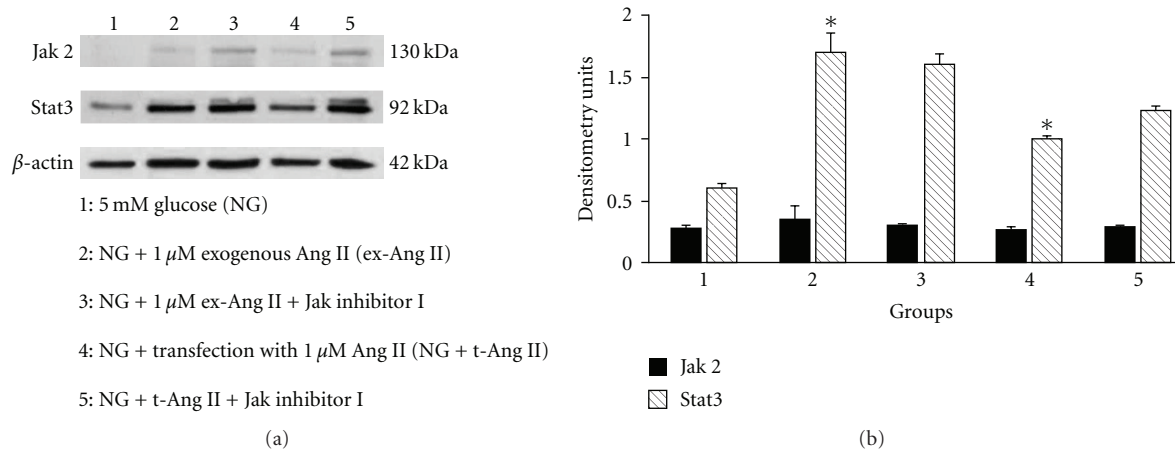 1 2 3 4 5
Jak 2 130 kDa
Stat3 92 kDa
β-actin 42 kDa
1: 5 mM glucose (NG)
2: NG + 1 μM exogenous Ang II (ex-Ang II)
3: NG + 1 μM ex-Ang II + Jak inhibitor I
4: NG + transfection with 1 μM Ang II (NG + t-Ang II)
5: NG + t-Ang II + Jak inhibitor I
(a)
2
1.5
1
0.5
0
Densitometry units
*
*
1 2 3 4 5
Groups
Jak 2
Stat3
(b)